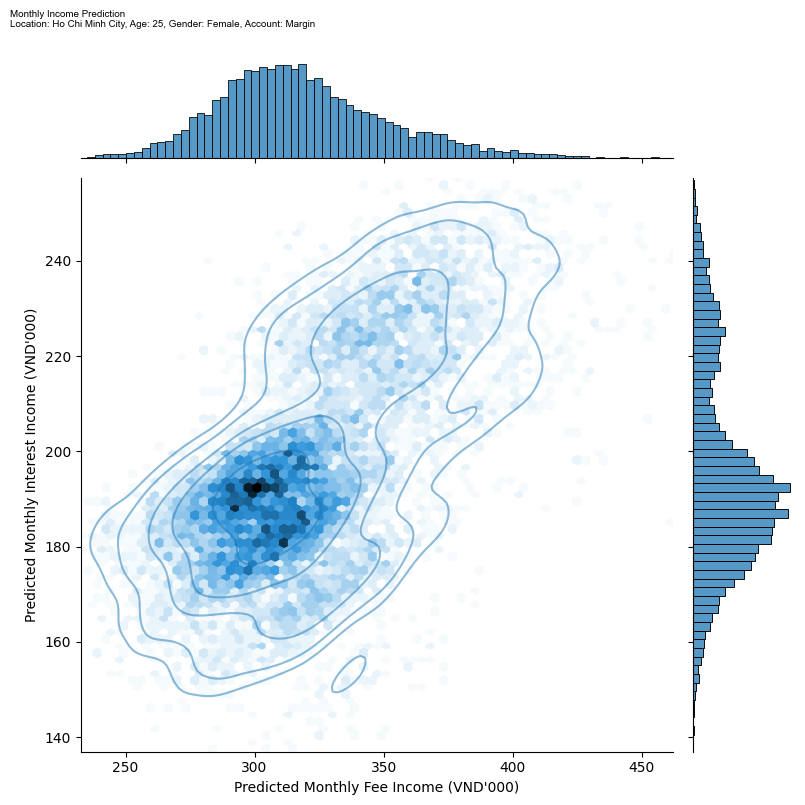 Monthly Income Prediction
Location: Ho Chi Minh City, Age: 25, Gender: Female, Account: Margin
240
220
200
180
160
140
Predicted Monthly Interest Income (VND'000)
250 300 350 400 450
Predicted Monthly Fee Income (VND'000)